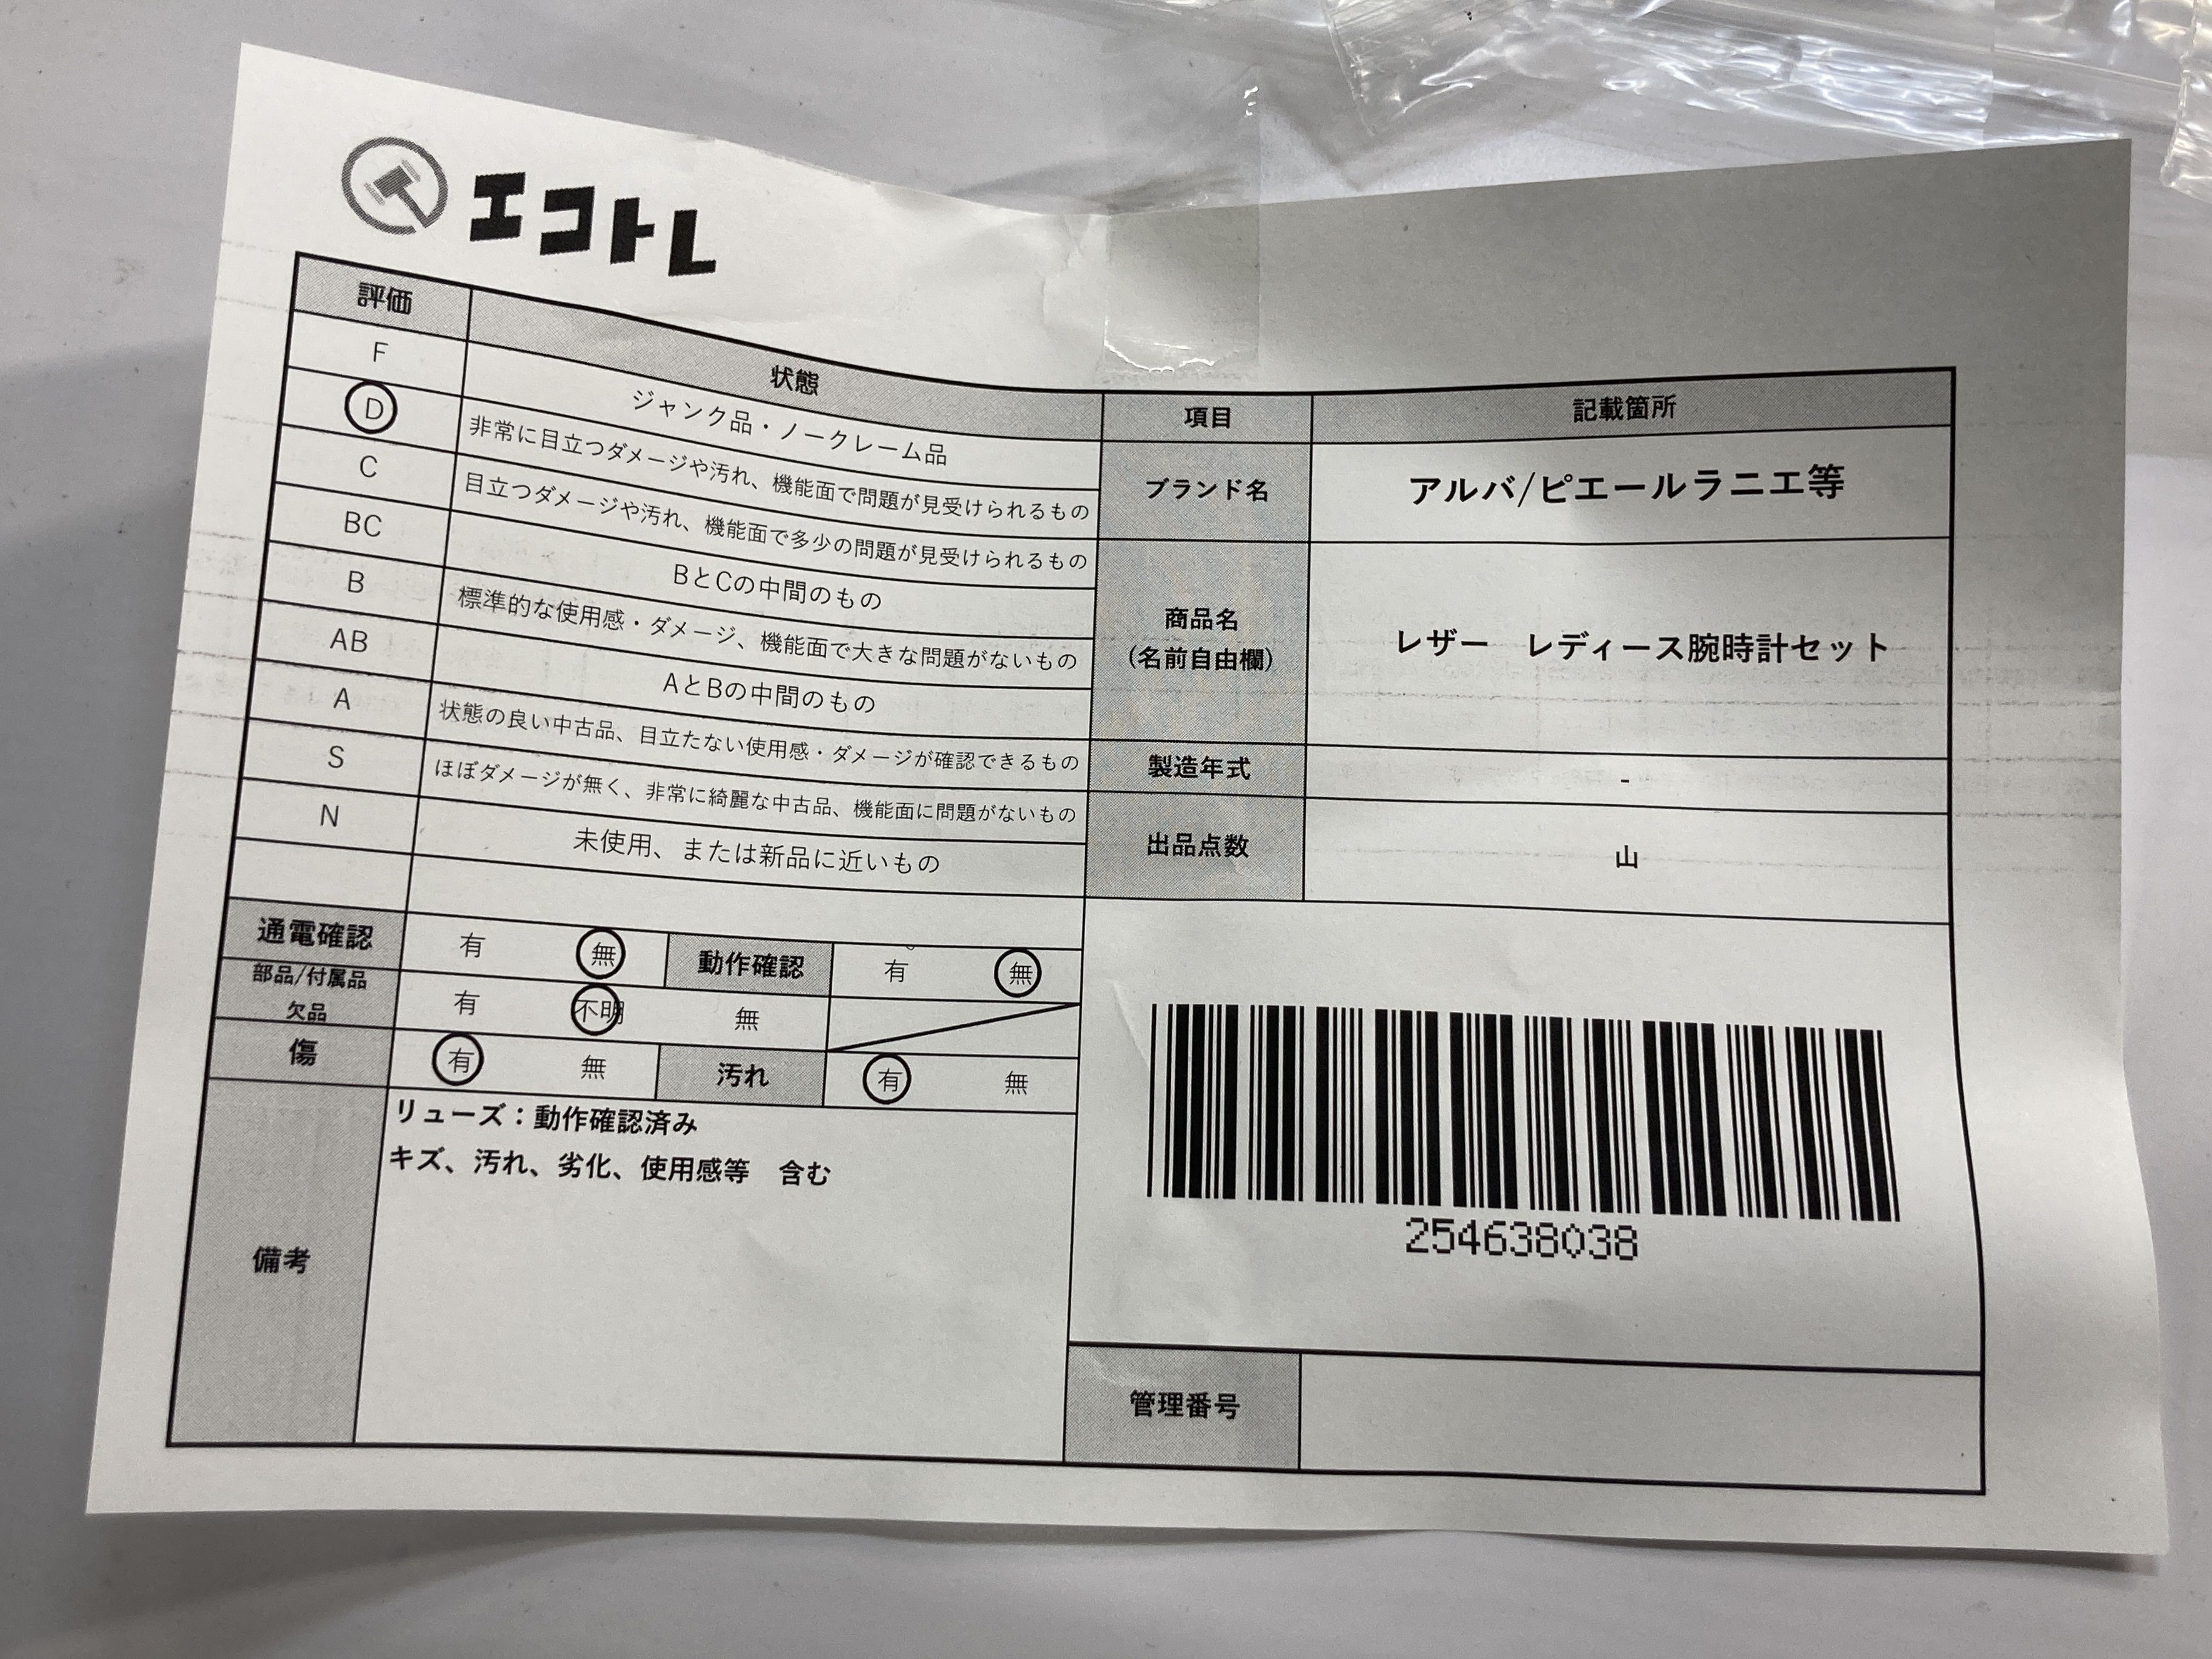 エコトレ
評価 状態
F ジャンク品・ノークレーム品
D 非常に目立つダメージや汚れ、機能面で問題が見受けられるもの
C 目立つダメージや汚れ、機能面で多少の問題が見受けられるもの
BC BとCの中間のもの
B 標準的な使用感・ダメージ、機能面で大きな問題がないもの
AB AとBの中間のもの
A 状態の良い中古品、目立たない使用感・ダメージが確認できるもの
S ほぼダメージが無く、非常に綺麗な中古品、機能面に問題がないもの
N 未使用、または新品に近いもの
通電確認 有 無 動作確認 有 無
部品/付属品
欠品 有 不明 無
傷 有 無 汚れ 有 無
備考
リューズ：動作確認済み
キズ、汚れ、劣化、使用感等　含む
項目 記載箇所
ブランド名 アルバ/ピエールラニエ等
商品名
(名前自由欄)
レザー　レディース腕時計セット
製造年式 -
出品点数 山
254638038
管理番号